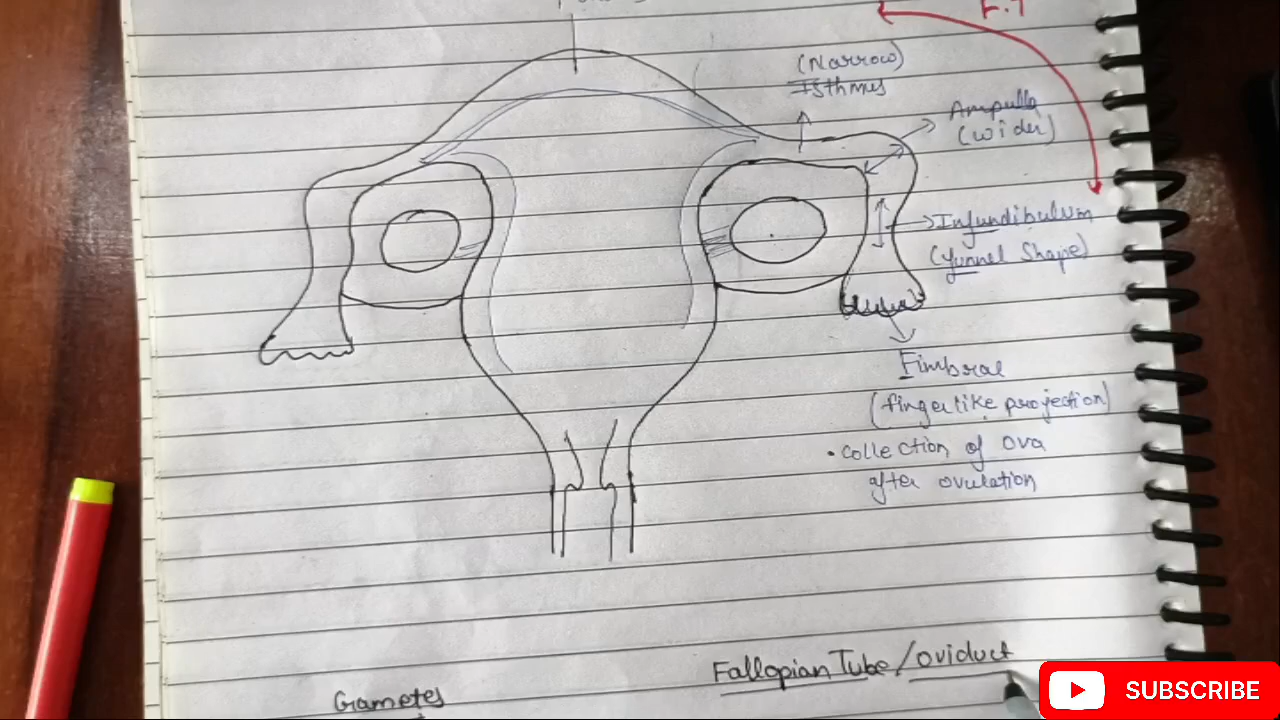 F.T
(Narrow)
Isthmus
Ampulla
(wider)
Infundibulum
(funnel Shape)
Fimbrae
(fingerlike projection)
• collection of ova
after ovulation
Fallopian Tube / oviduct
Gametes
SUBSCRIBE